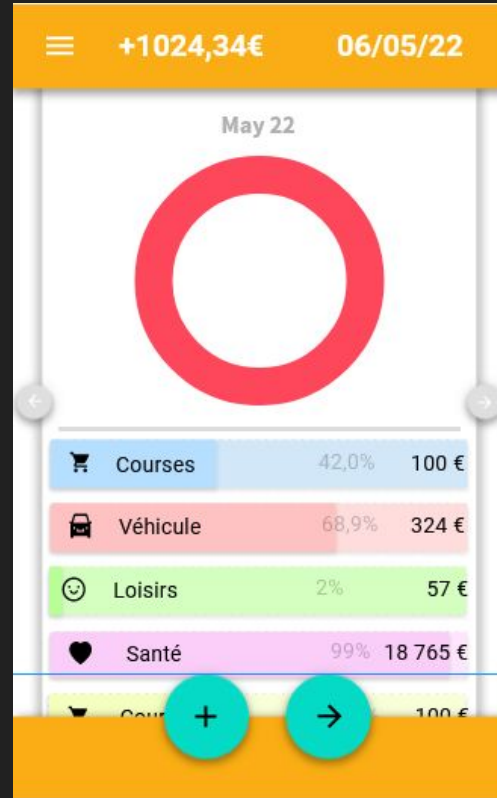 +1024,34€ 06/05/22
May 22
Courses 42,0% 100 €
Véhicule 68,9% 324 €
Loisirs 2% 57 €
Santé 99% 18 765 €
100 €